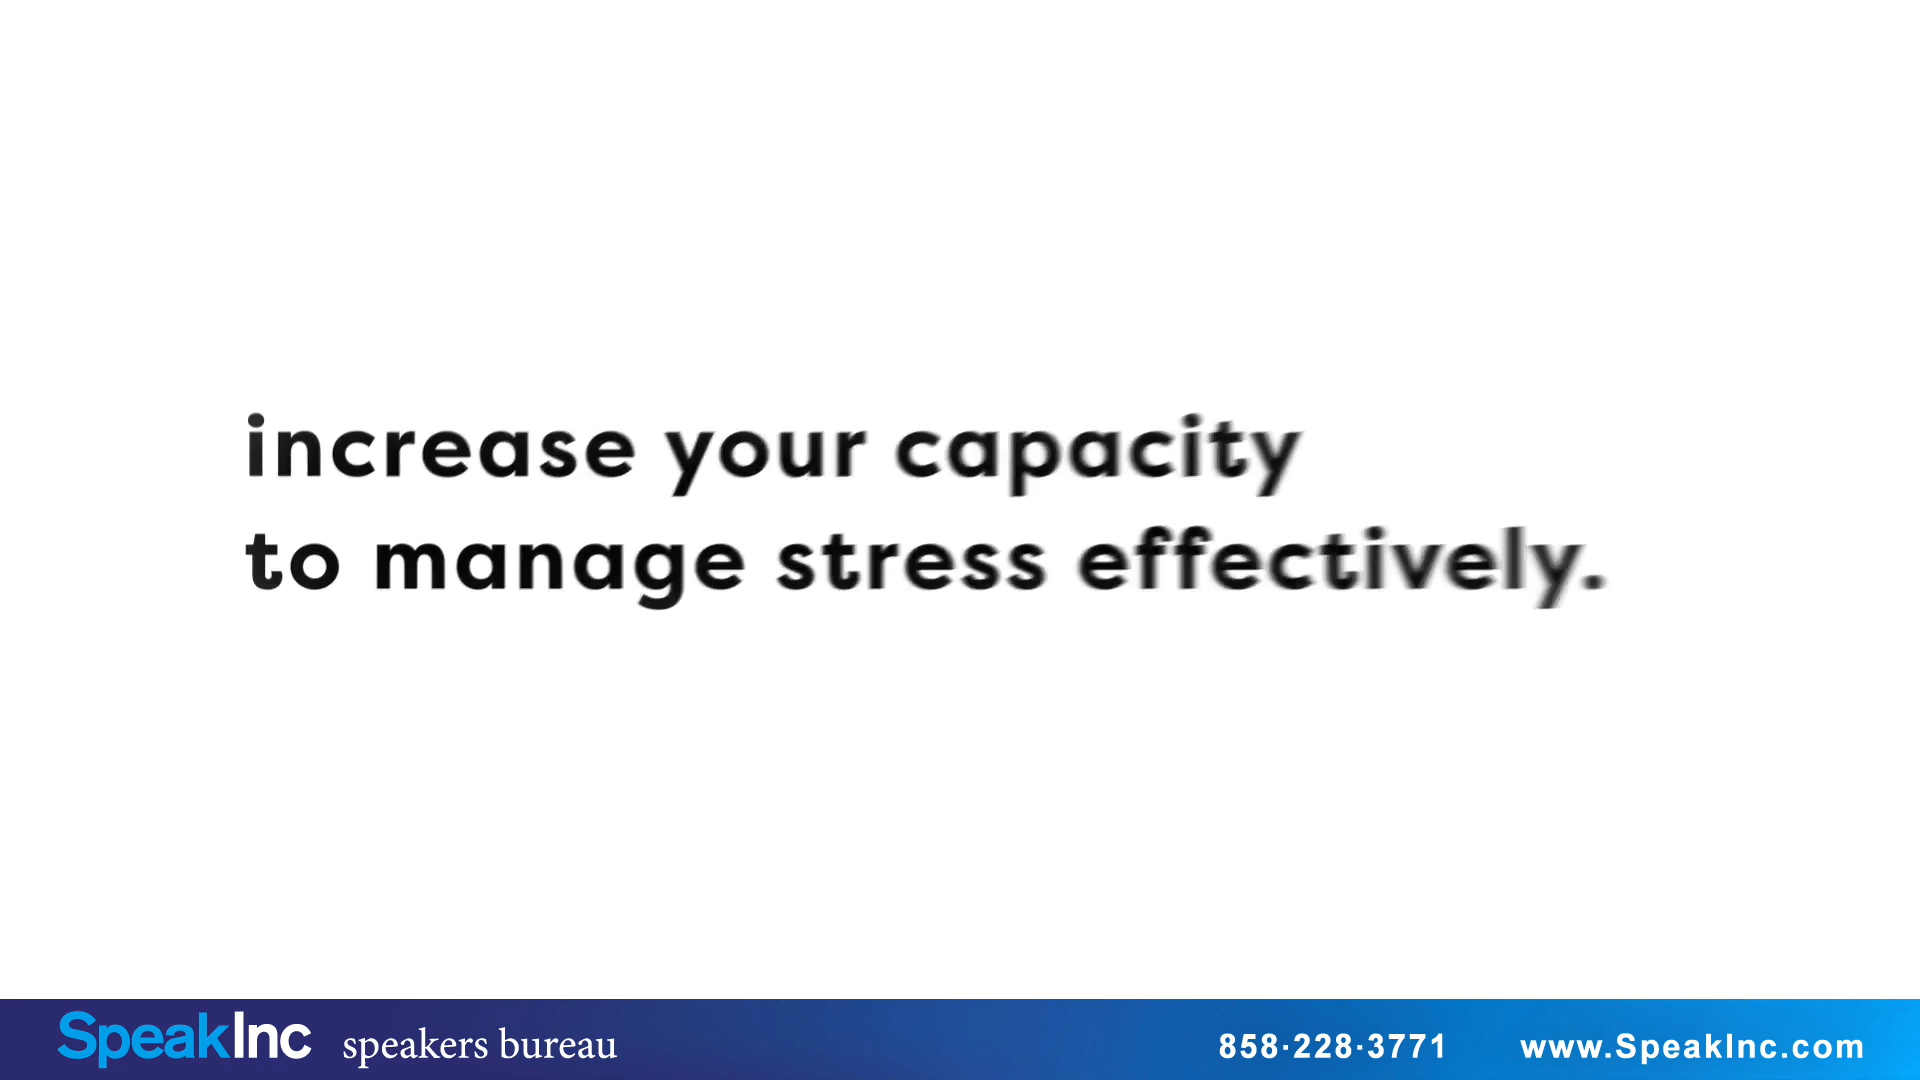 increase your capacity
to manage stress effectively.
SpeakInc speakers bureau 858·228·3771 www.SpeakInc.com